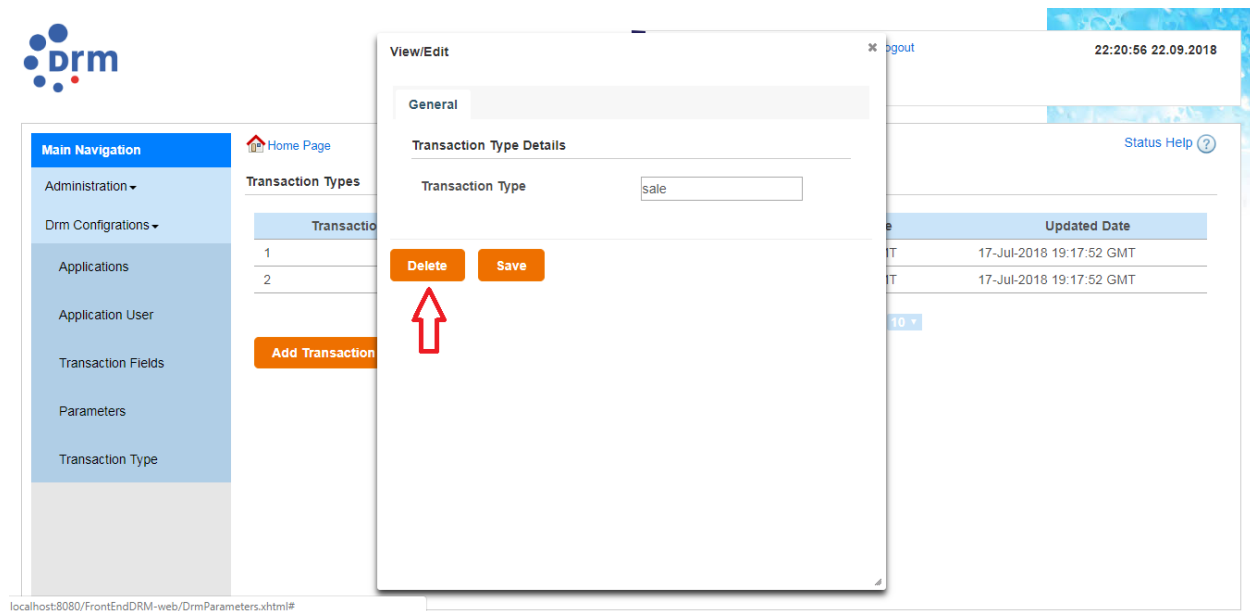 Drm
ogout
22:20:56 22.09.2018
View/Edit
General
Transaction Type Details
Transaction Type sale
Delete Save
Main Navigation
Administration
Drm Configrations
Applications
Application User
Transaction Fields
Parameters
Transaction Type
Home Page
Status Help ?
Transaction Types
Transactio e Updated Date
1 MT 17-Jul-2018 19:17:52 GMT
2 MT 17-Jul-2018 19:17:52 GMT
10
Add Transaction
localhost:8080/FrontEndDRM-web/DrmParameters.xhtml#